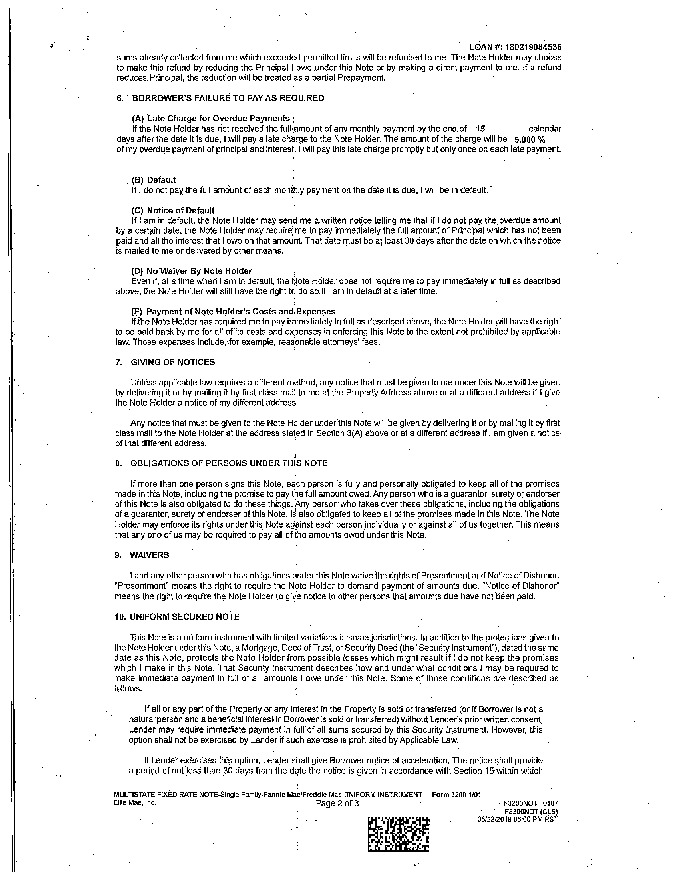 LOAN #: 180319084536
sums already collected from me which exceeded permitted limits will be refunded to me. The Note Holder may choose
to make this refund by reducing the Principal I owe under this Note or by making a direct payment to me. If a refund
reduces Principal, the reduction will be treated as a partial Prepayment.
6. BORROWER'S FAILURE TO PAY AS REQUIRED
(A) Late Charge for Overdue Payments
If the Note Holder has not received the full amount of any monthly payment by the end of 15 calendar
days after the date it is due, I will pay a late charge to the Note Holder. The amount of the charge will be 5.000 %
of my overdue payment of principal and interest. I will pay this late charge promptly but only once on each late payment.
(B) Default
If I do not pay the full amount of each monthly payment on the date it is due, I will be in default.
(C) Notice of Default
If I am in default, the Note Holder may send me a written notice telling me that if I do not pay the overdue amount
by a certain date, the Note Holder may require me to pay immediately the full amount of Principal which has not been
paid and all the interest that I owe on that amount. That date must be at least 30 days after the date on which the notice
is mailed to me or delivered by other means.
(D) No Waiver By Note Holder
Even if, at a time when I am in default, the Note Holder does not require me to pay immediately in full as described
above, the Note Holder will still have the right to do so if I am in default at a later time.
(E) Payment of Note Holder's Costs and Expenses
If the Note Holder has required me to pay immediately in full as described above, the Note Holder will have the right
to be paid back by me for all of its costs and expenses in enforcing this Note to the extent not prohibited by applicable
law. Those expenses include, for example, reasonable attorneys' fees.
7. GIVING OF NOTICES
Unless applicable law requires a different method, any notice that must be given to me under this Note will be given
by delivering it or by mailing it by first class mail to me at the Property Address above or at a different address if I give
the Note Holder a notice of my different address.
Any notice that must be given to the Note Holder under this Note will be given by delivering it or by mailing it by first
class mail to the Note Holder at the address stated in Section 3(A) above or at a different address if I am given a notice
of that different address.
8. OBLIGATIONS OF PERSONS UNDER THIS NOTE
If more than one person signs this Note, each person is fully and personally obligated to keep all of the promises
made in this Note, including the promise to pay the full amount owed. Any person who is a guarantor, surety or endorser
of this Note is also obligated to do these things. Any person who takes over these obligations, including the obligations
of a guarantor, surety or endorser of this Note, is also obligated to keep all of the promises made in this Note. The Note
Holder may enforce its rights under this Note against each person individually or against all of us together. This means
that any one of us may be required to pay all of the amounts owed under this Note.
9. WAIVERS
I and any other person who has obligations under this Note waive the rights of Presentment and Notice of Dishonor.
"Presentment" means the right to require the Note Holder to demand payment of amounts due. "Notice of Dishonor"
means the right to require the Note Holder to give notice to other persons that amounts due have not been paid.
10. UNIFORM SECURED NOTE
This Note is a uniform instrument with limited variations in some jurisdictions. In addition to the protections given to
the Note Holder under this Note, a Mortgage, Deed of Trust, or Security Deed (the "Security Instrument"), dated the same
date as this Note, protects the Note Holder from possible losses which might result if I do not keep the promises
which I make in this Note. That Security Instrument describes how and under what conditions I may be required to
make immediate payment in full of all amounts I owe under this Note. Some of those conditions are described as
follows:
If all or any part of the Property or any Interest in the Property is sold or transferred (or if Borrower is not a
natural person and a beneficial interest in Borrower is sold or transferred) without Lender's prior written consent,
Lender may require immediate payment in full of all sums secured by this Security Instrument. However, this
option shall not be exercised by Lender if such exercise is prohibited by Applicable Law.
If Lender exercises this option, Lender shall give Borrower notice of acceleration. The notice shall provide
a period of not less than 30 days from the date the notice is given in accordance with Section 15 within which
MULTISTATE FIXED RATE NOTE-Single Family-Fannie Mae/Freddie Mac UNIFORM INSTRUMENT Form 3200 1/01
Ellie Mae, Inc. Page 2 of 3 F3200NOT 0107
F3200NOT (CLS)
05/22/2018 05:00 PM PST